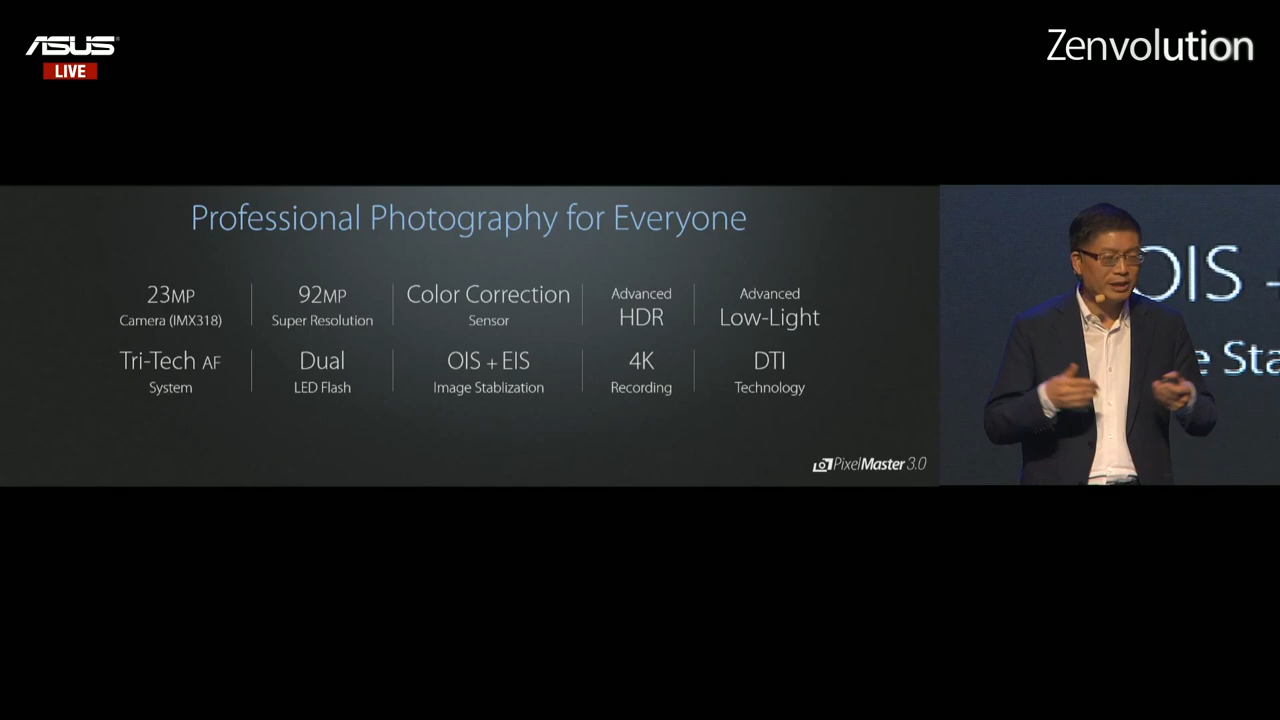 ASUS
LIVE
Zenvolution
Professional Photography for Everyone
23MP
Camera (IMX318)
92MP
Super Resolution
Color Correction
Sensor
Advanced
HDR
Advanced
Low-Light
Tri-Tech AF
System
Dual
LED Flash
OIS + EIS
Image Stablization
4K
Recording
DTI
Technology
PixelMaster 3.0
OIS
e Sta